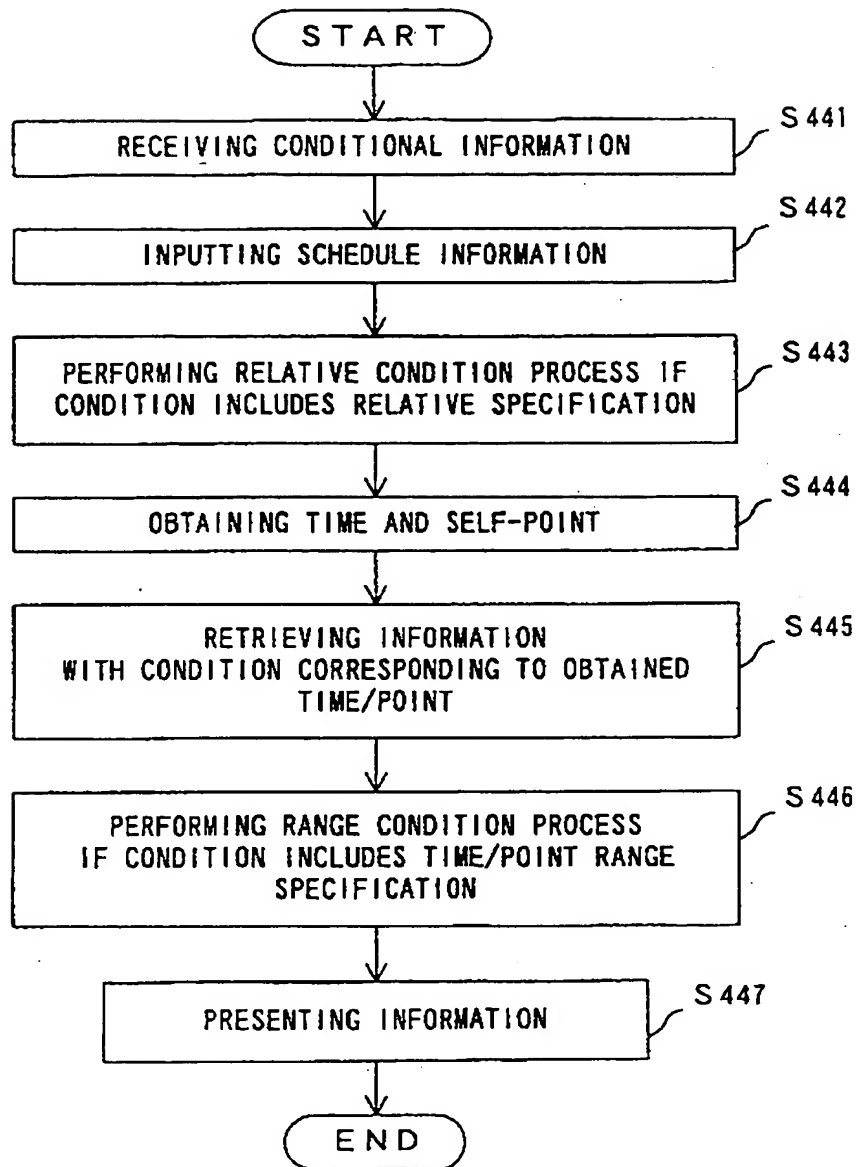 START
RECEIVING CONDITIONAL INFORMATION
S441
INPUTTING SCHEDULE INFORMATION
S442
PERFORMING RELATIVE CONDITION PROCESS IF
CONDITION INCLUDES RELATIVE SPECIFICATION
S443
OBTAINING TIME AND SELF-POINT
S444
RETRIEVING INFORMATION
WITH CONDITION CORRESPONDING TO OBTAINED
TIME/POINT
S445
PERFORMING RANGE CONDITION PROCESS
IF CONDITION INCLUDES TIME/POINT RANGE
SPECIFICATION
S446
PRESENTING INFORMATION
S447
END